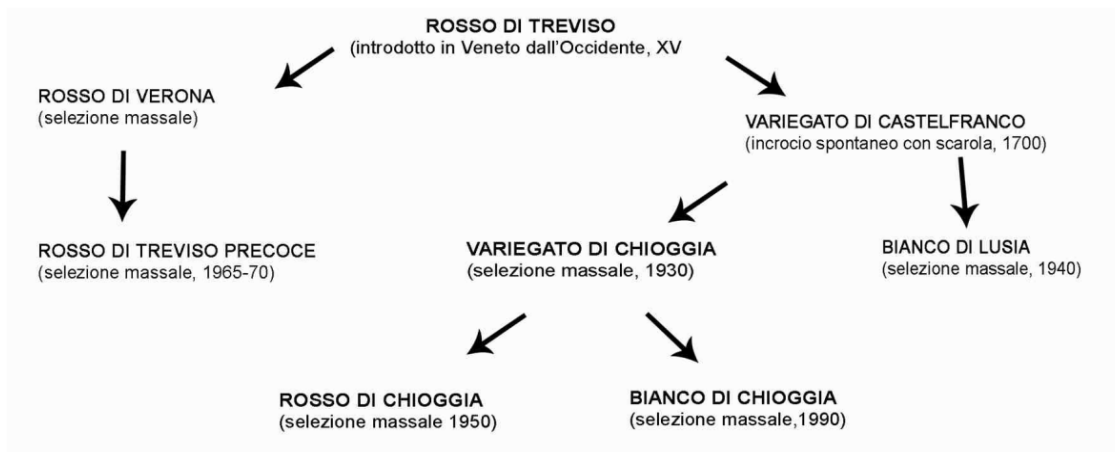 ROSSO DI TREVISO
(introdotto in Veneto dall'Occidente, XV
ROSSO DI VERONA
(selezione massale)
VARIEGATO DI CASTELFRANCO
(incrocio spontaneo con scarola, 1700)
ROSSO DI TREVISO PRECOCE
(selezione massale, 1965-70)
VARIEGATO DI CHIOGGIA
(selezione massale, 1930)
BIANCO DI LUSIA
(selezione massale, 1940)
ROSSO DI CHIOGGIA
(selezione massale 1950)
BIANCO DI CHIOGGIA
(selezione massale,1990)